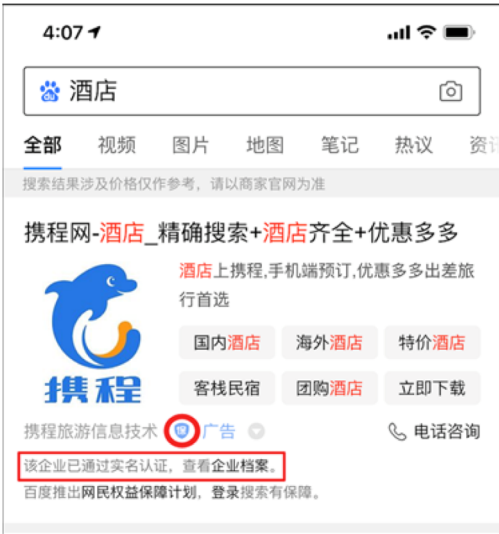 4:07
酒店
全部 视频 图片 地图 笔记 热议 资讯
搜索结果涉及价格仅作参考，请以商家官网为准
携程网-酒店_精确搜索+酒店齐全+优惠多多
酒店上携程,手机端预订,优惠多多出差旅
行首选
国内酒店 海外酒店 特价酒店
客栈民宿 团购酒店 立即下载
携程
携程旅游信息技术 保 广告 电话咨询
该企业已通过实名认证，查看企业档案。
百度推出网民权益保障计划，登录搜索有保障。